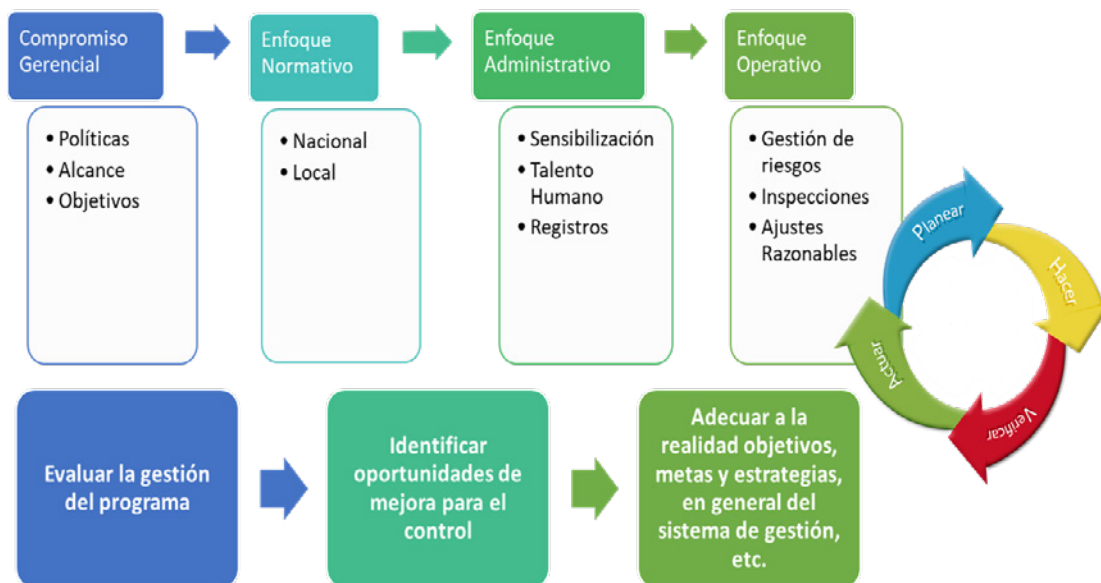 Compromiso
Gerencial
Enfoque
Normativo
Enfoque
Administrativo
Enfoque
Operativo
• Políticas
• Alcance
• Objetivos
• Nacional
• Local
• Sensibilización
• Talento
Humano
• Registros
• Gestión de
riesgos
• Inspecciones
• Ajustes
Razonables
Planear
Hacer
Verificar
Actuar
Evaluar la gestión
del programa
Identificar
oportunidades de
mejora para el
control
Adecuar a la
realidad objetivos,
metas y estrategias,
en general del
sistema de gestión,
etc.